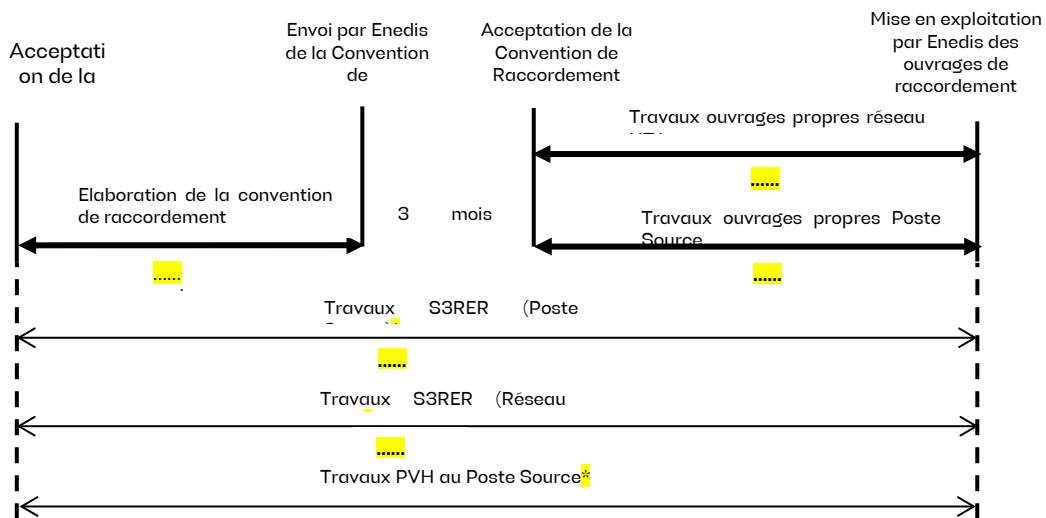 Acceptati
on de la
Envoi par Enedis
de la Convention
de
Acceptation de la
Convention de
Raccordement
Mise en exploitation
par Enedis des
ouvrages de
raccordement
Travaux ouvrages propres réseau
......
Elaboration de la convention
de raccordement
3 mois
Travaux ouvrages propres Poste
Source
......
......
Travaux S3RER (Poste
......
Travaux S3RER (Réseau
......
Travaux PVH au Poste Source*